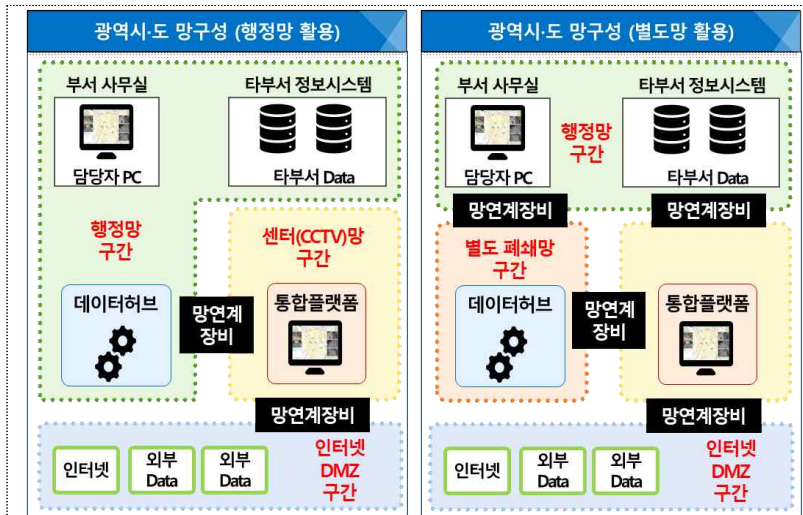 광역시·도 망구성 (행정망 활용)
부서 사무실
타부서 정보시스템
담당자 PC
타부서 Data
행정망
구간
센터(CCTV)망
구간
데이터허브
망연계
장비
통합플랫폼
망연계장비
인터넷
외부
Data
외부
Data
인터넷
DMZ
구간
광역시·도 망구성 (별도망 활용)
부서 사무실
타부서 정보시스템
행정망
구간
담당자 PC
타부서 Data
망연계장비
망연계장비
별도 폐쇄망
구간
데이터허브
망연계
장비
통합플랫폼
망연계장비
인터넷
외부
Data
외부
Data
인터넷
DMZ
구간